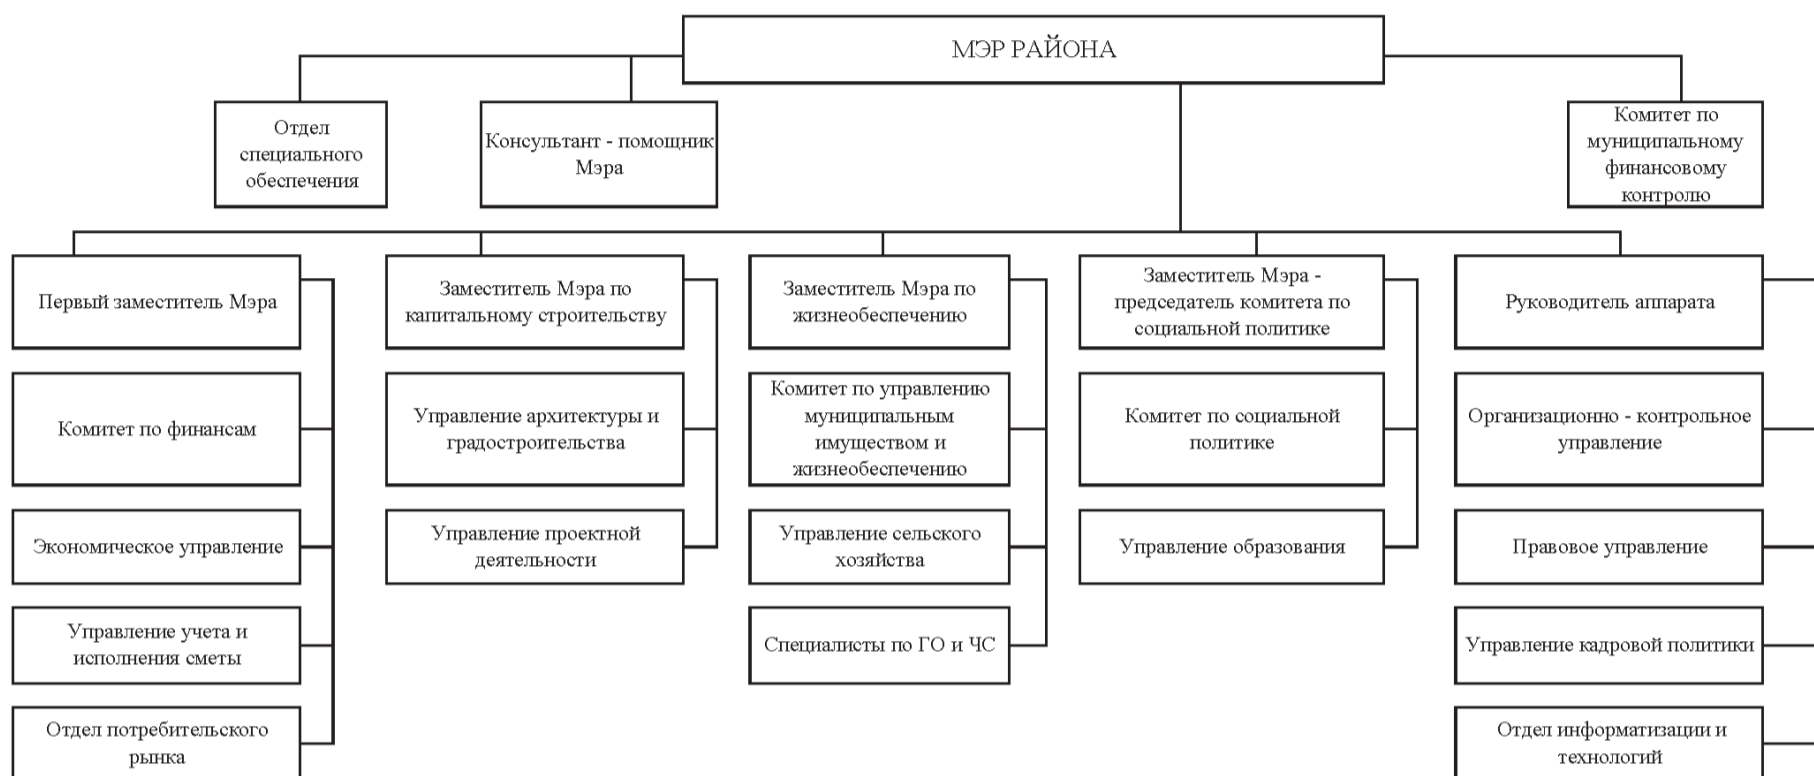 МЭР РАЙОНА
Отдел
специального
обеспечения
Консультант - помощник
Мэра
Комитет по
муниципальному
финансовому
контролю
Первый заместитель Мэра
Заместитель Мэра по
капитальному строительству
Заместитель Мэра по
жизнеобеспечению
Заместитель Мэра -
председатель комитета по
социальной политике
Руководитель аппарата
Комитет по финансам
Управление архитектуры и
градостроительства
Комитет по управлению
муниципальным
имуществом и
жизнеобеспечению
Комитет по социальной
политике
Организационно - контрольное
управление
Экономическое управление
Управление проектной
деятельности
Управление сельского
хозяйства
Управление образования
Правовое управление
Управление учета и
исполнения сметы
Специалисты по ГО и ЧС
Управление кадровой политики
Отдел потребительского
рынка
Отдел информатизации и
технологий